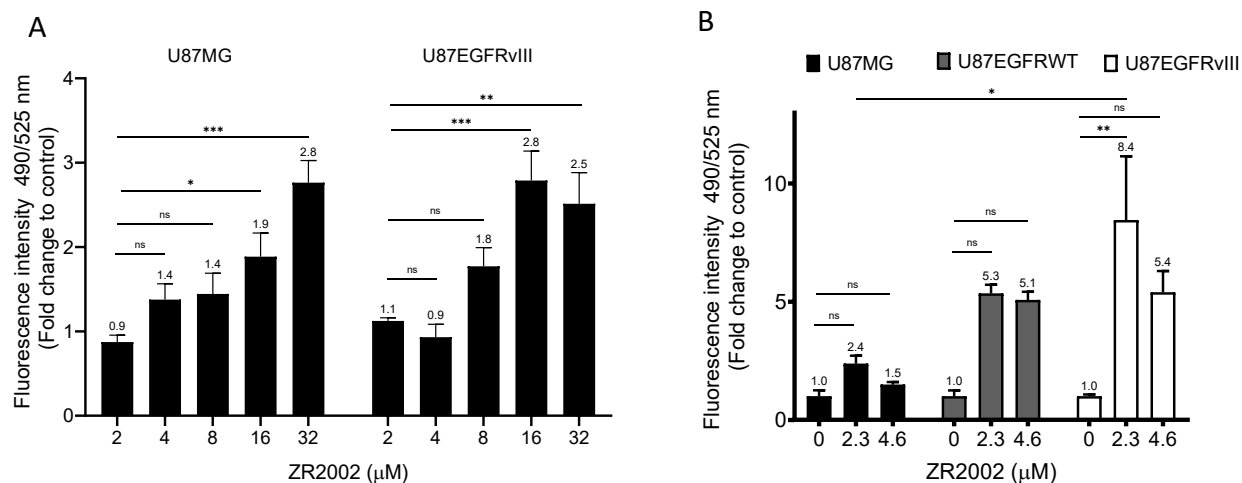 A
U87MG
U87EGFRvIII
Fluorescence intensity 490/525 nm
(Fold change to control)
4
3
2
1
0
***
*
ns
ns
0.9
1.4
1.4
1.9
2.8
**
***
ns
ns
1.1
0.9
1.8
2.8
2.5
2 4 8 16 32
2 4 8 16 32
ZR2002 (μM)
B
U87MG
U87EGFRWT
U87EGFRvIII
Fluorescence intensity 490/525 nm
(Fold change to control)
10
5
0
*
ns
ns
1.0
2.4
1.5
ns
ns
1.0
5.3
5.1
ns
**
1.0
8.4
5.4
0 2.3 4.6
0 2.3 4.6
0 2.3 4.6
ZR2002 (μM)